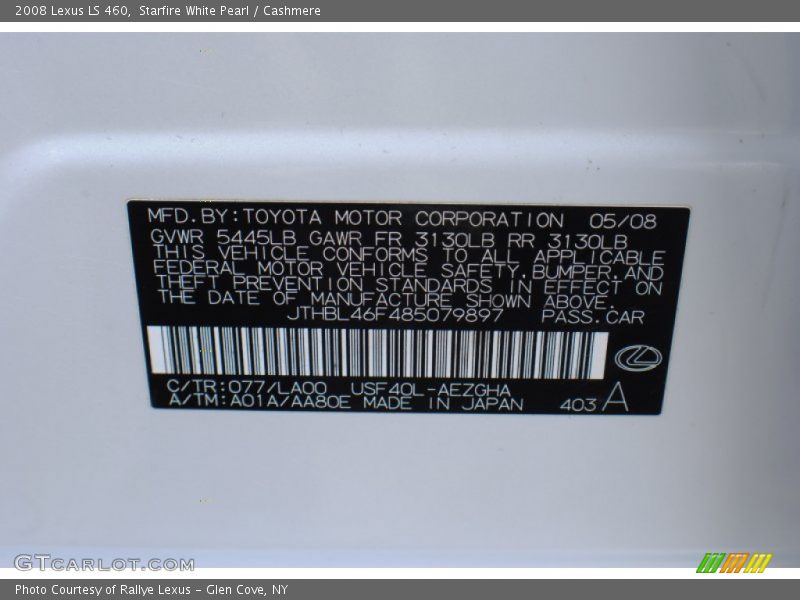 2008 Lexus LS 460,  Starfire White Pearl / Cashmere
MFD.BY:TOYOTA MOTOR CORPORATION 05/08
GVWR 5445LB GAWR FR 3130LB RR 3130LB
THIS VEHICLE CONFORMS TO ALL APPLICABLE
FEDERAL MOTOR VEHICLE SAFETY,BUMPER,AND
THEFT PREVENTION STANDARDS IN EFFECT ON
THE DATE OF MANUFACTURE SHOWN ABOVE.
JTHBL46F485079897 PASS.CAR
C/TR:077/LA00 USF40L-AEZGHA
A/TM:A01A/AA80E MADE IN JAPAN 403 A
GTCARLOT.COM
Photo Courtesy of Rallye Lexus - Glen Cove, NY